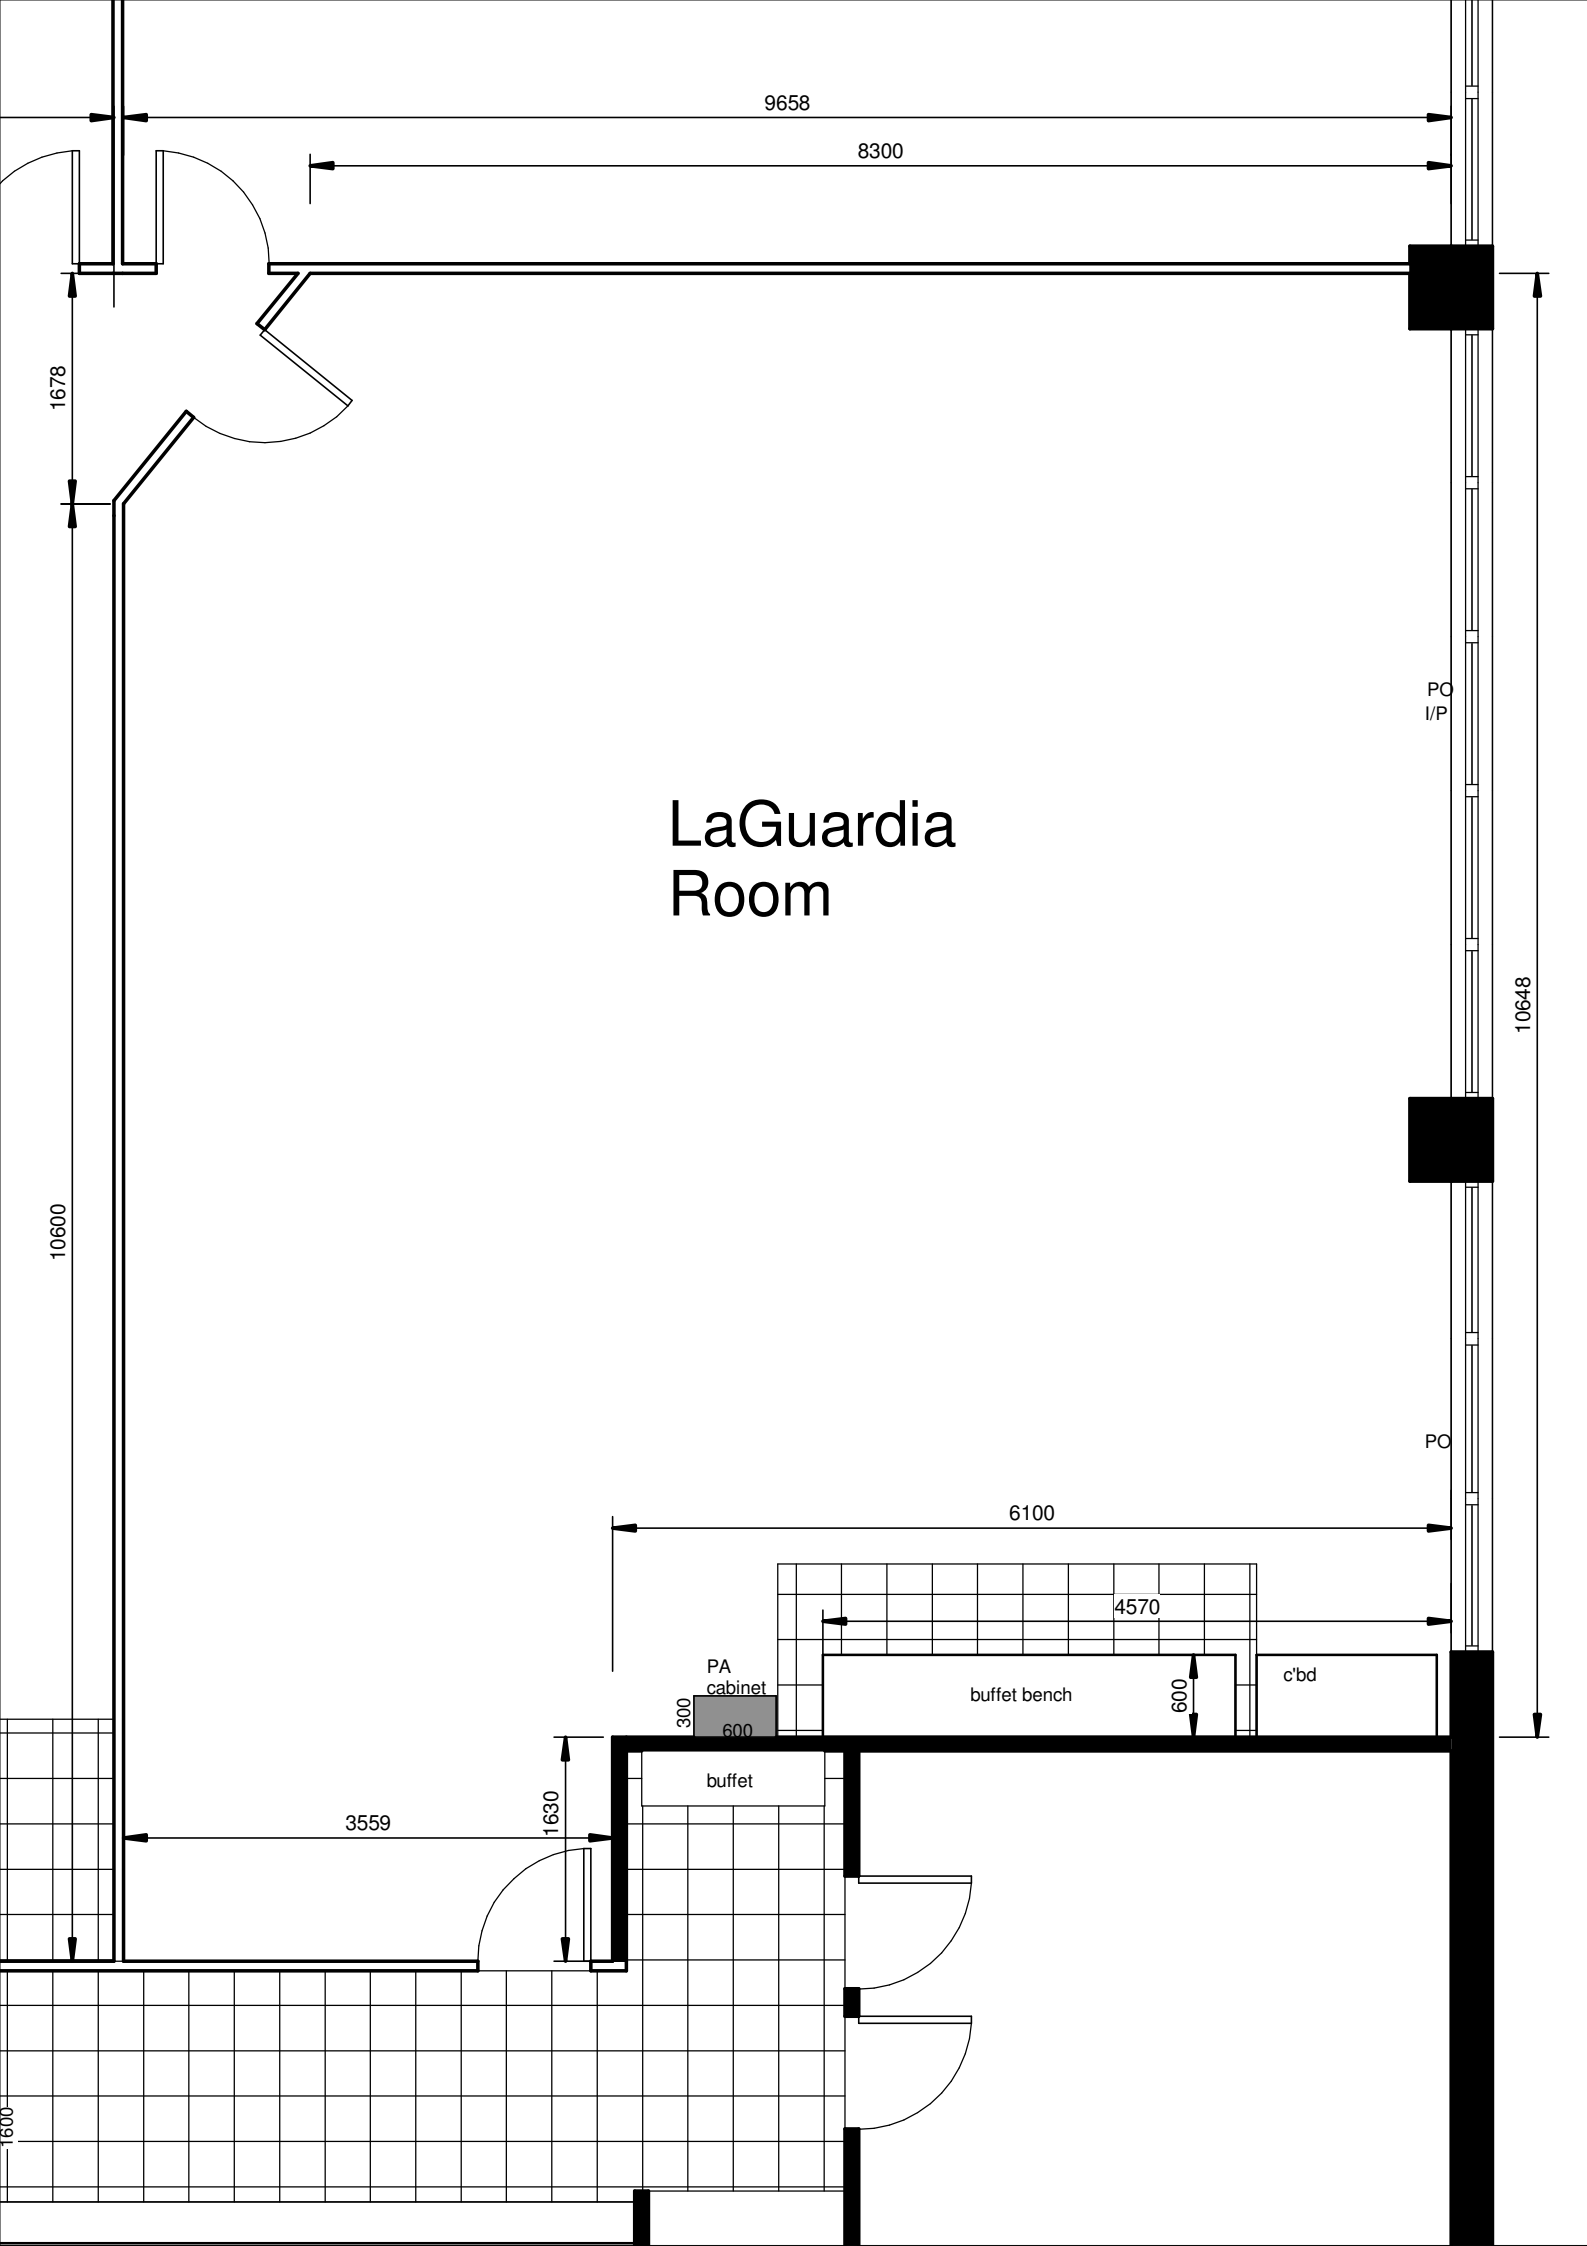 9658
8300
1678
PO
I/P
LaGuardia
Room
10648
10600
PO
6100
4570
PA
cabinet
300
600
buffet bench
600
c'bd
buffet
1630
3559
1600